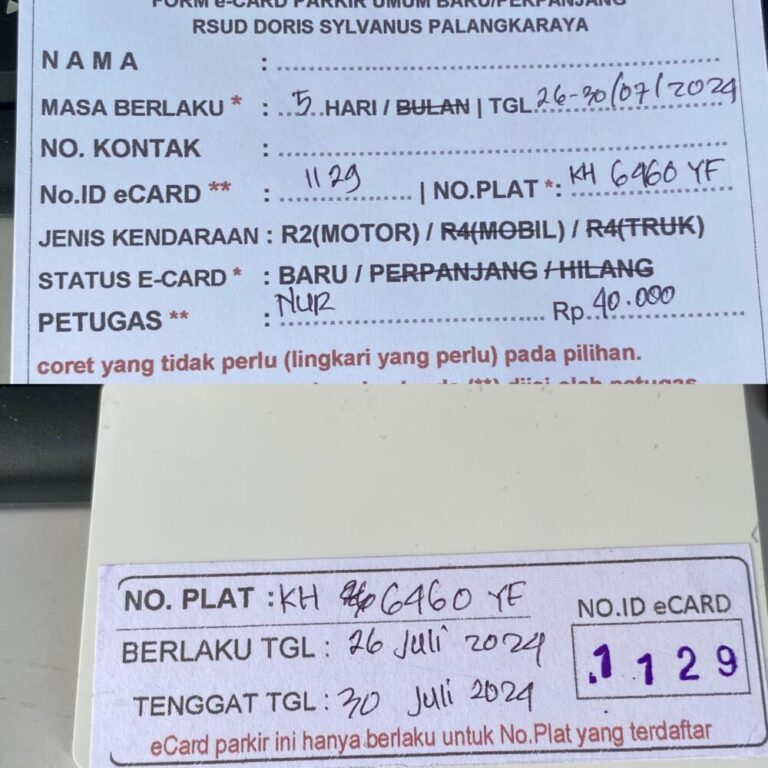 FORM e-CARD PARKIR UMUM BARU/PERPANJANG
RSUD DORIS SYLVANUS PALANGKARAYA
NAMA :
MASA BERLAKU * : 5 HARI / BULAN | TGL 26-30/07/2024
NO. KONTAK :
No.ID eCARD ** : 1129 | NO.PLAT *: KH 6460 YF
JENIS KENDARAAN : R2(MOTOR) / R4(MOBIL) / R4(TRUK)
STATUS E-CARD * : BARU / PERPANJANG / HILANG
PETUGAS ** : NUR Rp. 40.000
coret yang tidak perlu (lingkari yang perlu) pada pilihan.
(**) diisi oleh petugas
NO. PLAT : KH 6460 YF
NO.ID eCARD
BERLAKU TGL : 26 Juli 2024
1129
TENGGAT TGL : 30 Juli 2024
eCard parkir ini hanya berlaku untuk No.Plat yang terdaftar